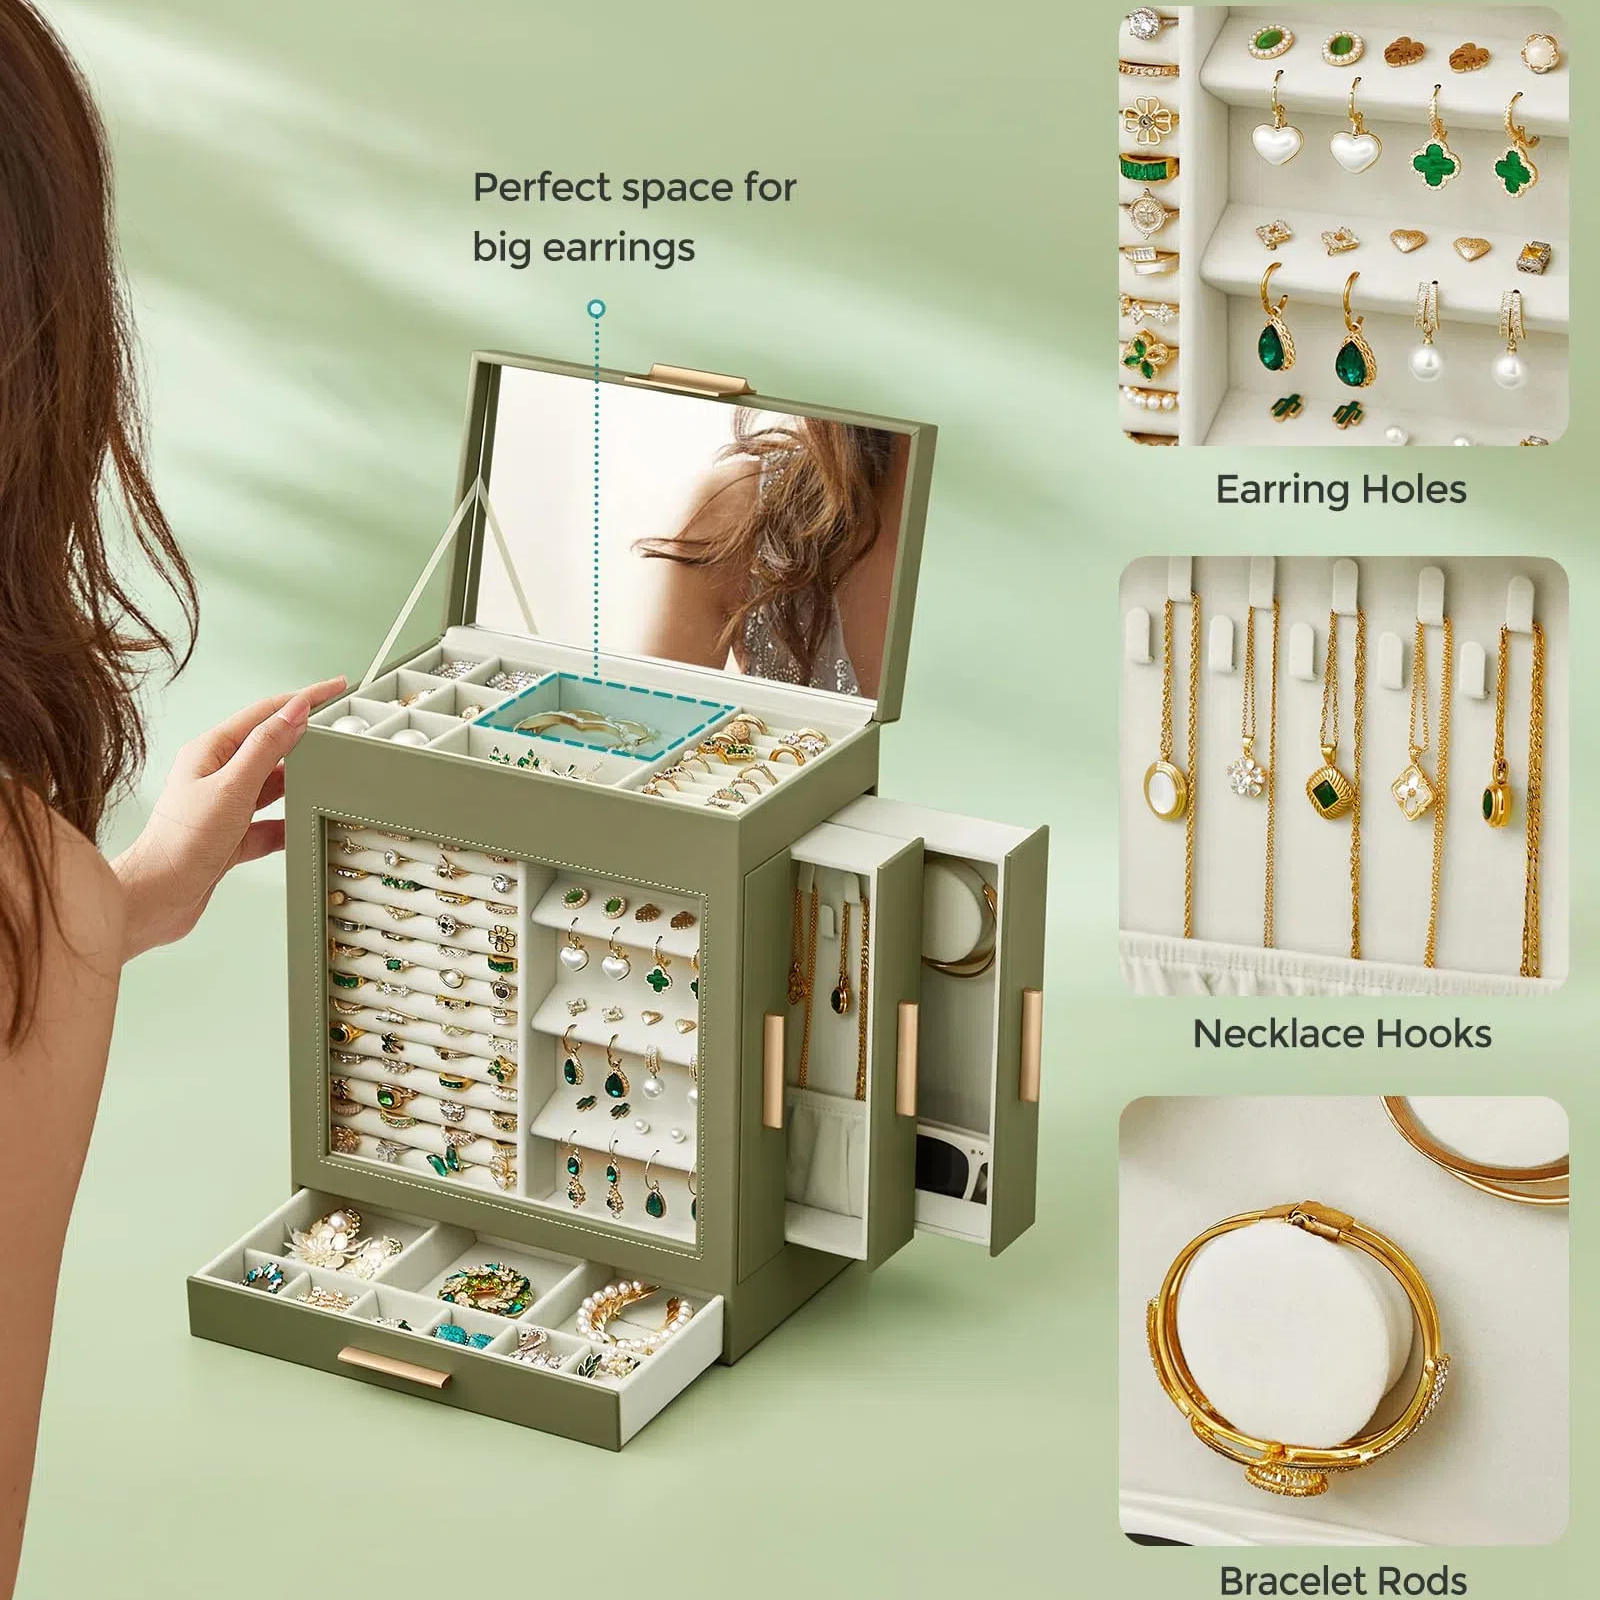 Perfect space for
big earrings
Earring Holes
Necklace Hooks
Bracelet Rods